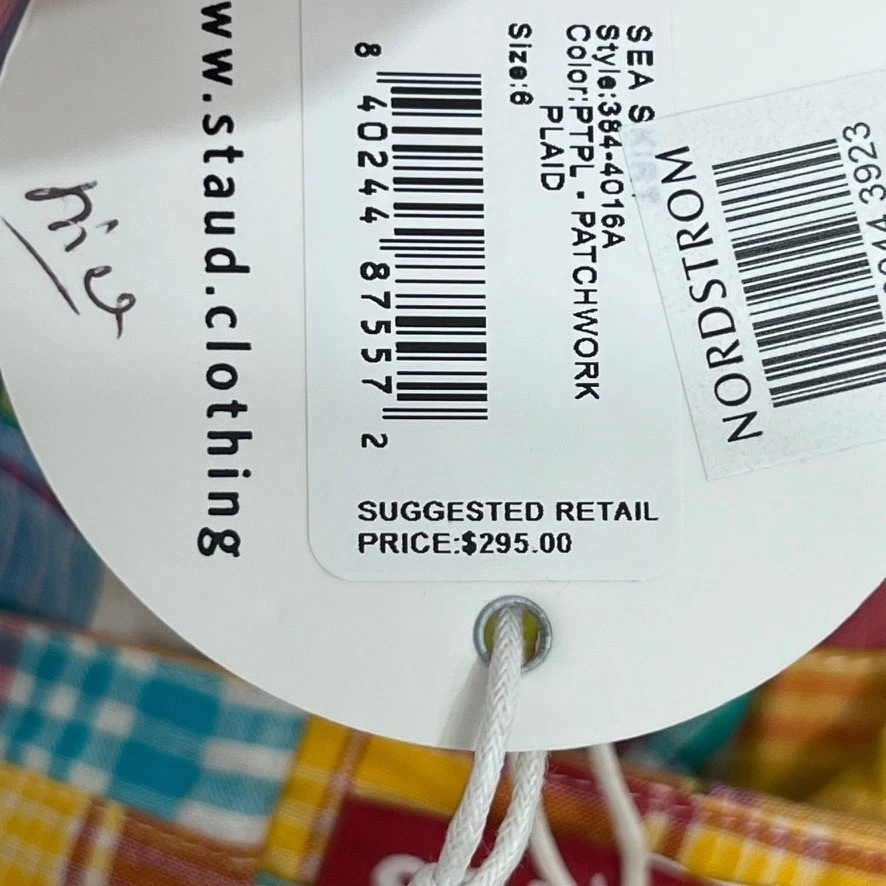 www.staud.clothing
SEA SKIRT
Style:384-4016A
Color:PTPL - PATCHWORK
PLAID
Size:6
8 40244 87557 2
SUGGESTED RETAIL
PRICE:$295.00
NORDSTROM
3923